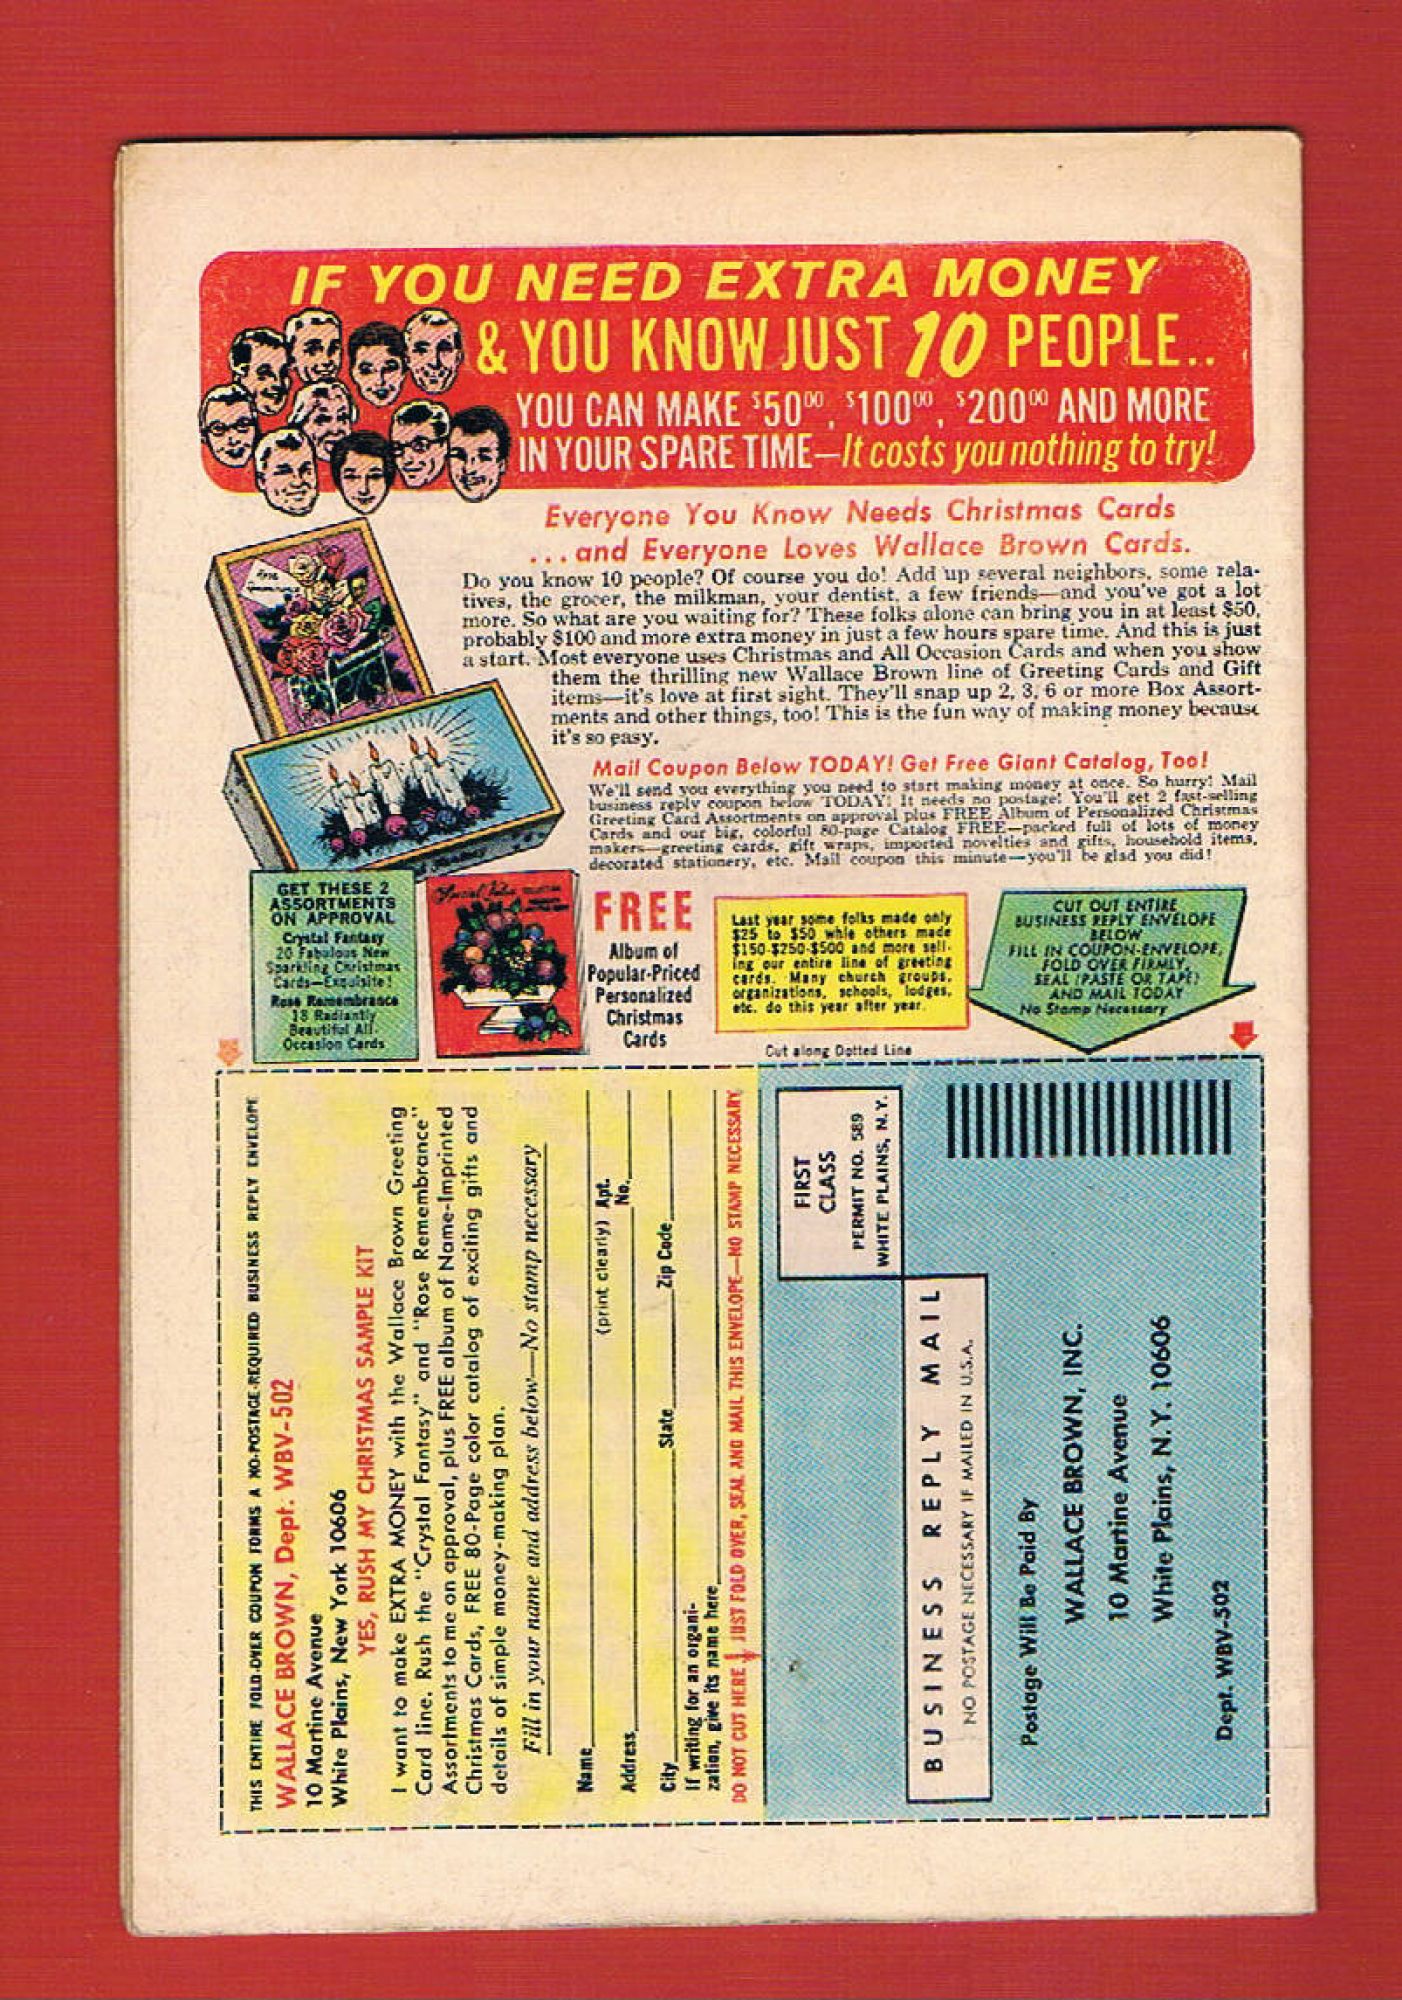 IF YOU NEED EXTRA MONEY
& YOU KNOW JUST 10 PEOPLE..
YOU CAN MAKE $50⁰⁰, $100⁰⁰, $200⁰⁰ AND MORE
IN YOUR SPARE TIME—It costs you nothing to try!
Everyone You Know Needs Christmas Cards
...and Everyone Loves Wallace Brown Cards.
Do you know 10 people? Of course you do! Add up several neighbors, some rela-
tives, the grocer, the milkman, your dentist, a few friends—and you've got a lot
more. So what are you waiting for? These folks alone can bring you in at least $50,
probably $100 and more extra money in just a few hours spare time. And this is just
a start. Most everyone uses Christmas and All Occasion Cards and when you show
them the thrilling new Wallace Brown line of Greeting Cards and Gift
items—it's love at first sight. They'll snap up 2, 3, 6 or more Box Assort-
ments and other things, too! This is the fun way of making money because
it's so easy.
Mail Coupon Below TODAY! Get Free Giant Catalog, Too!
We'll send you everything you need to start making money at once. So hurry! Mail
business reply coupon below TODAY! It needs no postage! You'll get 2 fast-selling
Greeting Card Assortments on approval plus FREE Album of Personalized Christmas
Cards and our big, colorful 80-page Catalog FREE—packed full of lots of money
makers—greeting cards, gift wraps, imported novelties and gifts, household items,
decorated stationery, etc. Mail coupon this minute—you'll be glad you did!
GET THESE 2
ASSORTMENTS
ON APPROVAL
Crystal Fantasy
20 Fabulous New
Sparkling Christmas
Cards—Exquisite!
Rose Remembrance
18 Radiantly
Beautiful All-
Occasion Cards
Special Value
FREE
Album of
Popular-Priced
Personalized
Christmas
Cards
Last year some folks made only
$25 to $50 while others made
$150-$250-$500 and more sell-
ing our entire line of greeting
cards. Many church groups,
organizations, schools, lodges,
etc. do this year after year.
CUT OUT ENTIRE
BUSINESS REPLY ENVELOPE
BELOW
FILL IN COUPON-ENVELOPE,
FOLD OVER FIRMLY,
SEAL (PASTE OR TAPE)
AND MAIL TODAY
No Stamp Necessary
Cut along Dotted Line
THIS ENTIRE FOLD-OVER COUPON FORMS A NO-POSTAGE-REQUIRED BUSINESS REPLY ENVELOPE
WALLACE BROWN, Dept. WBV-502
10 Martine Avenue
White Plains, New York 10606
YES, RUSH MY CHRISTMAS SAMPLE KIT
I want to make EXTRA MONEY with the Wallace Brown Greeting
Card line. Rush the "Crystal Fantasy" and "Rose Remembrance"
Assortments to me on approval, plus FREE album of Name-Imprinted
Christmas Cards, FREE 80-Page color catalog of exciting gifts and
details of simple money-making plan.
Fill in your name and address below—No stamp necessary
Name
(print clearly)
Address
Apt. No.
City State Zip Code
If writing for an organi-
zation, give its name here
DO NOT CUT HERE JUST FOLD OVER, SEAL AND MAIL THIS ENVELOPE—NO STAMP NECESSARY
FIRST
CLASS
PERMIT NO. 589
WHITE PLAINS, N.Y.
BUSINESS REPLY MAIL
NO POSTAGE NECESSARY IF MAILED IN U.S.A.
Postage Will Be Paid By
WALLACE BROWN, INC.
10 Martine Avenue
White Plains, N.Y. 10606
Dept. WBV-502